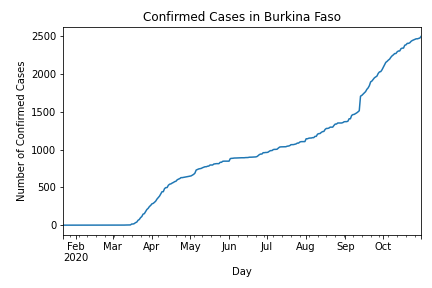 Confirmed Cases in Burkina Faso
Number of Confirmed Cases
2500
2000
1500
1000
500
0
Feb Mar Apr May Jun Jul Aug Sep Oct
2020
Day